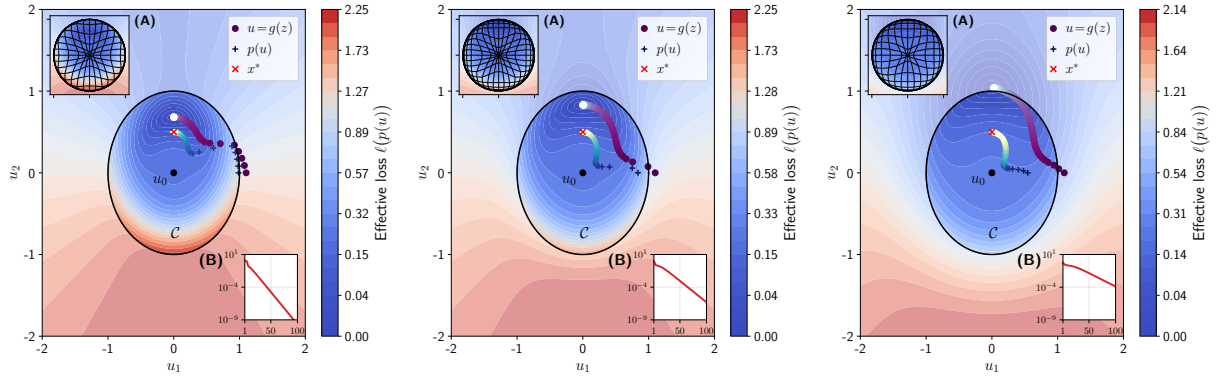 (A)
u = g(z)
p(u)
x*
u₀
C
(B)
10¹
10⁻⁴
10⁻⁹
1 50 100
2
1
0
-1
-2
u₂
-2 -1 0 1 2
u₁
2.25
1.73
1.28
0.89
0.57
0.32
0.14
0.04
0.00
Effective loss ℓ(p(u))
(A)
u = g(z)
p(u)
x*
u₀
C
(B)
10¹
10⁻⁴
10⁻⁹
1 50 100
2
1
0
-1
-2
-2 -1 0 1 2
u₁
2.25
1.73
1.27
0.89
0.58
0.33
0.15
0.04
0.00
Effective loss ℓ(p(u))
(A)
u = g(z)
p(u)
x*
u₀
C
(B)
10¹
10⁻⁴
10⁻⁹
1 50 100
2
1
0
-1
-2
-2 -1 0 1 2
u₁
2.14
1.64
1.21
0.84
0.54
0.31
0.14
0.04
0.00
Effective loss ℓ(p(u))